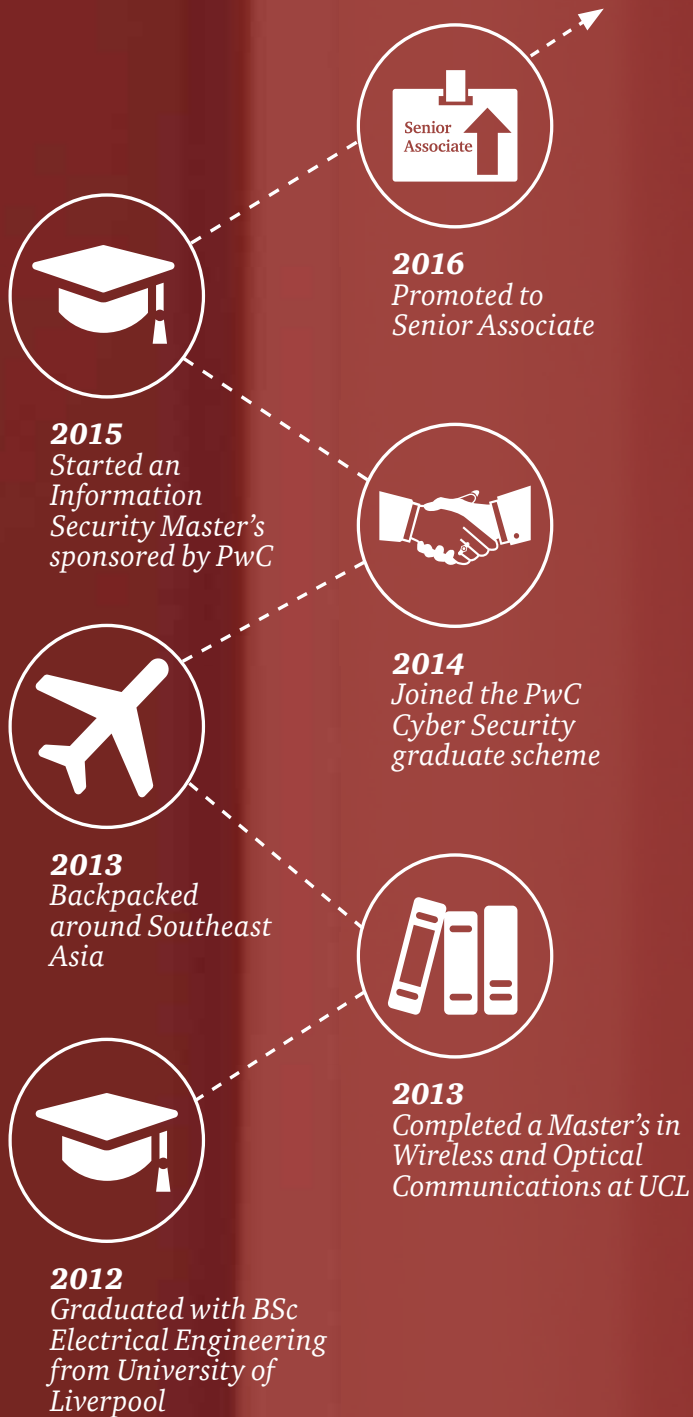 Senior
Associate
2016
Promoted to
Senior Associate
2015
Started an
Information
Security Master's
sponsored by PwC
2014
Joined the PwC
Cyber Security
graduate scheme
2013
Backpacked
around Southeast
Asia
2013
Completed a Master's in
Wireless and Optical
Communications at UCL
2012
Graduated with BSc
Electrical Engineering
from University of
Liverpool